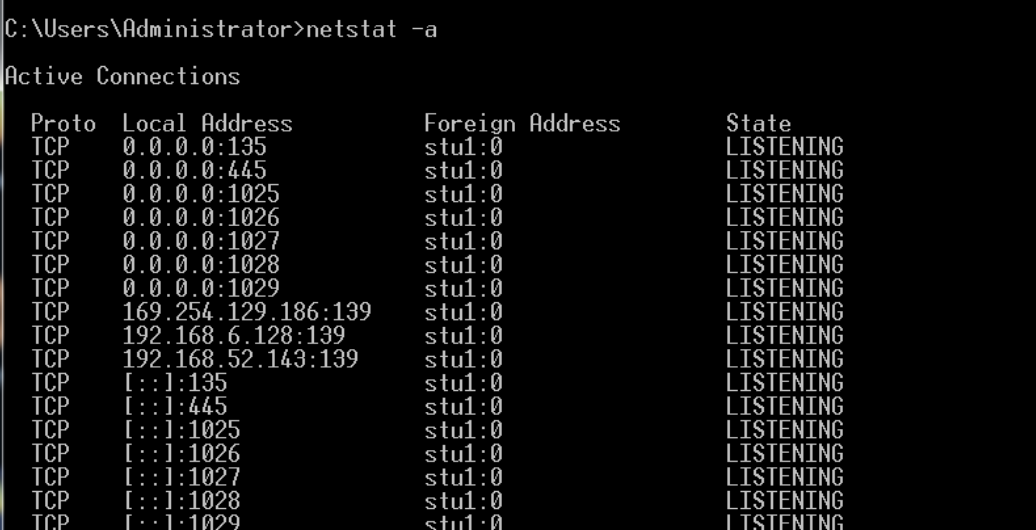 C:\Users\Administrator>netstat -a
Active Connections
Proto  Local Address          Foreign Address        State
TCP    0.0.0.0:135            stu1:0                 LISTENING
TCP    0.0.0.0:445            stu1:0                 LISTENING
TCP    0.0.0.0:1025           stu1:0                 LISTENING
TCP    0.0.0.0:1026           stu1:0                 LISTENING
TCP    0.0.0.0:1027           stu1:0                 LISTENING
TCP    0.0.0.0:1028           stu1:0                 LISTENING
TCP    0.0.0.0:1029           stu1:0                 LISTENING
TCP    169.254.129.186:139    stu1:0                 LISTENING
TCP    192.168.6.128:139      stu1:0                 LISTENING
TCP    192.168.52.143:139     stu1:0                 LISTENING
TCP    [::]:135               stu1:0                 LISTENING
TCP    [::]:445               stu1:0                 LISTENING
TCP    [::]:1025              stu1:0                 LISTENING
TCP    [::]:1026              stu1:0                 LISTENING
TCP    [::]:1027              stu1:0                 LISTENING
TCP    [::]:1028              stu1:0                 LISTENING
TCP    [::]:1029              stu1:0                 LISTENING